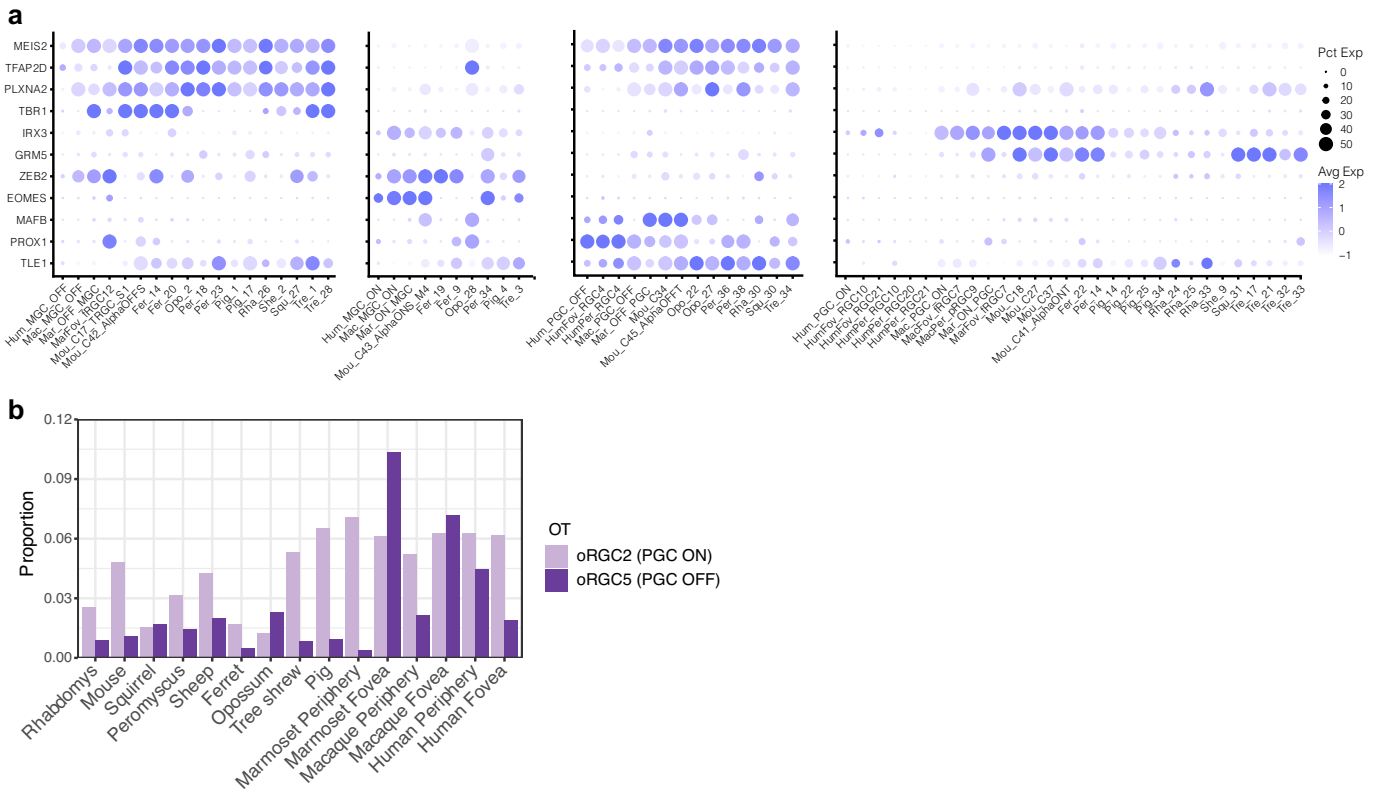 a
MEIS2
TFAP2D
PLXNA2
TBR1
IRX3
GRM5
ZEB2
EOMES
MAFB
PROX1
TLE1
Hum_MGC_OFF
Mac_MGC_OFF
Mar_OFF_MGC
MarFov_fRGC12
Mou_C17_tRGC_S1
Mou_C42_AlphaOFFS
Fer_14
Fer_20
Opo_2
Per_18
Per_23
Pig_1
Pig_17
Rha_26
She_2
Squ_27
Tre_1
Tre_28
Hum_MGC_ON
Mac_MGC_ON
Mar_ON_MGC
Mou_C43_AlphaONS_M4
Fer_19
Fer_9
Opo_28
Per_34
Pig_4
Tre_3
Hum_PGC_OFF
HumFov_RGC4
HumPer_RGC4
Mac_PGC_OFF
Mar_OFF_PGC
Mou_C34
Mou_C45_AlphaOFFT
Opo_22
Opo_27
Per_36
Per_38
Rha_30
Squ_30
Tre_34
Hum_PGC_ON
HumFov_RGC10
HumFov_RGC21
HumPer_RGC10
HumPer_RGC20
HumPer_RGC21
Mac_PGC_ON
MacFov_fRGC7
MacPer_pRGC9
Mar_ON_PGC
MarFov_fRGC7
Mou_C18
Mou_C27
Mou_C37
Mou_C41_AlphaONT
Fer_22
Per_14
Pig_14
Pig_22
Pig_25
Pig_34
Rha_24
Rha_25
Rha_33
She_9
Squ_31
Tre_17
Tre_21
Tre_32
Tre_33
Pct Exp
0
10
20
30
40
50
Avg Exp
2
1
0
−1
b
Proportion
0.12
0.09
0.06
0.03
0.00
Rhabdomys
Mouse
Squirrel
Peromyscus
Sheep
Ferret
Opossum
Tree shrew
Pig
Marmoset Periphery
Marmoset Fovea
Macaque Periphery
Macaque Fovea
Human Periphery
Human Fovea
OT
oRGC2 (PGC ON)
oRGC5 (PGC OFF)